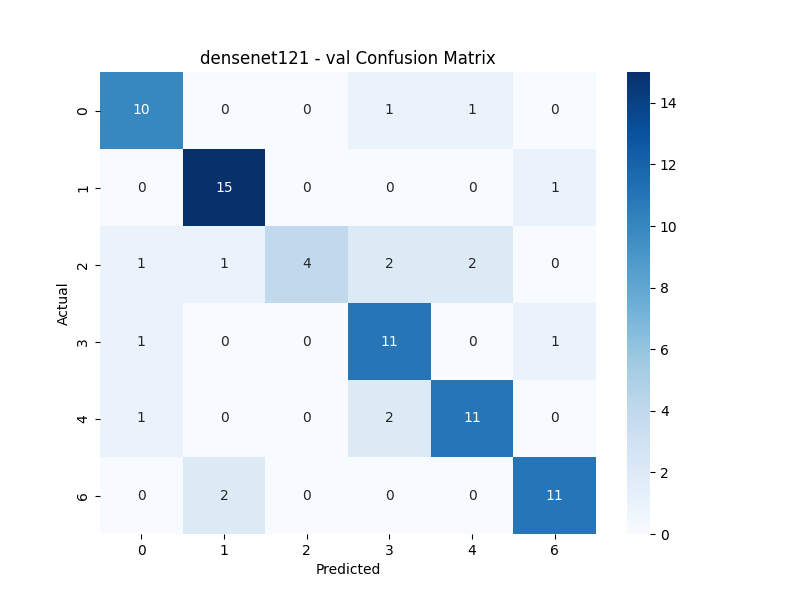 densenet121 - val Confusion Matrix
0 10 0 0 1 1 0
1 0 15 0 0 0 1
2 1 1 4 2 2 0
3 1 0 0 11 0 1
4 1 0 0 2 11 0
6 0 2 0 0 0 11
0 1 2 3 4 6
Predicted
Actual
14
12
10
8
6
4
2
0